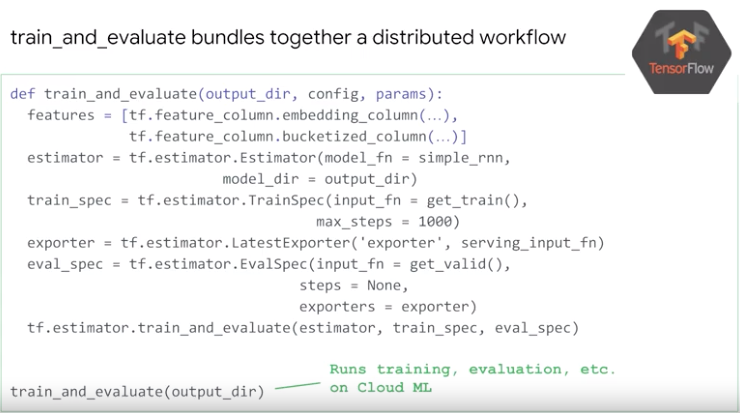 train_and_evaluate bundles together a distributed workflow
TensorFlow
def train_and_evaluate(output_dir, config, params):
  features = [tf.feature_column.embedding_column(...),
              tf.feature_column.bucketized_column(...)]
  estimator = tf.estimator.Estimator(model_fn = simple_rnn,
                         model_dir = output_dir)
  train_spec = tf.estimator.TrainSpec(input_fn = get_train(),
                                    max_steps = 1000)
  exporter = tf.estimator.LatestExporter('exporter', serving_input_fn)
  eval_spec = tf.estimator.EvalSpec(input_fn = get_valid(),
                                  steps = None,
                                  exporters = exporter)
  tf.estimator.train_and_evaluate(estimator, train_spec, eval_spec)
Runs training, evaluation, etc.
on Cloud ML
train_and_evaluate(output_dir)